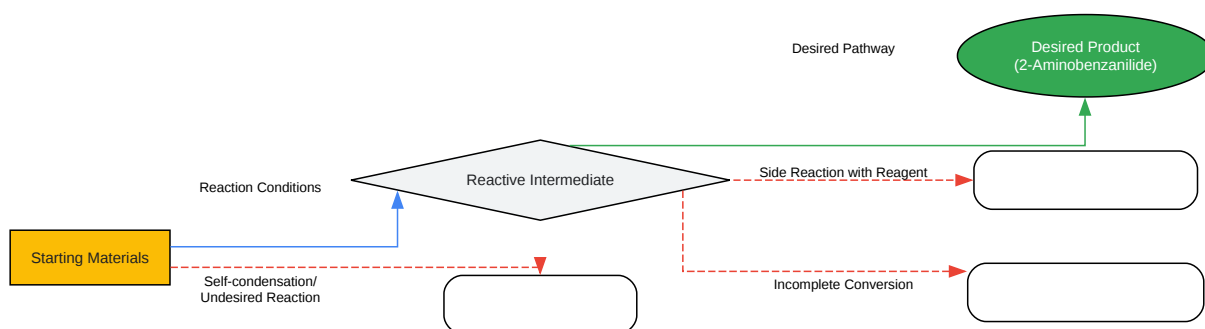 Desired Pathway
Desired Product
(2-Aminobenzanilide)
Reaction Conditions
Reactive Intermediate
Side Reaction with Reagent
Starting Materials
Self-condensation/
Undesired Reaction
Incomplete Conversion